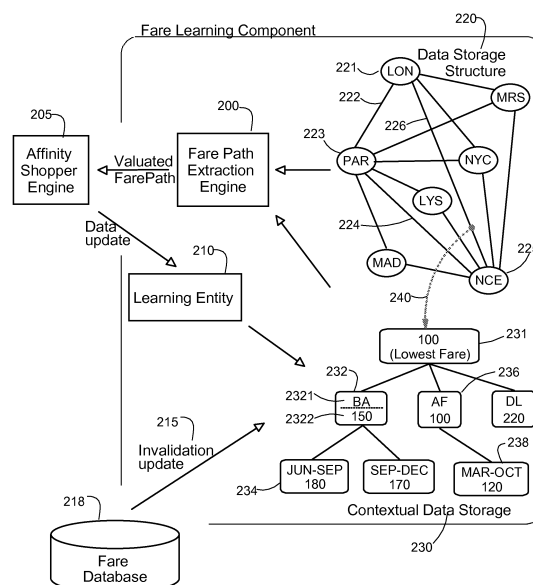 Fare Learning Component
220
Data Storage
Structure
221
LON
222
226
MRS
223
PAR
NYC
LYS
224
MAD
NCE
240
205
Affinity
Shopper
Engine
200
Fare Path
Extraction
Engine
Valuated
FarePath
Data
update
210
Learning Entity
231
100
(Lowest Fare)
232
236
2321
BA
2322
150
AF
100
DL
220
238
215
Invalidation
update
234
JUN-SEP
180
SEP-DEC
170
MAR-OCT
120
218
Contextual Data Storage
230
Fare
Database